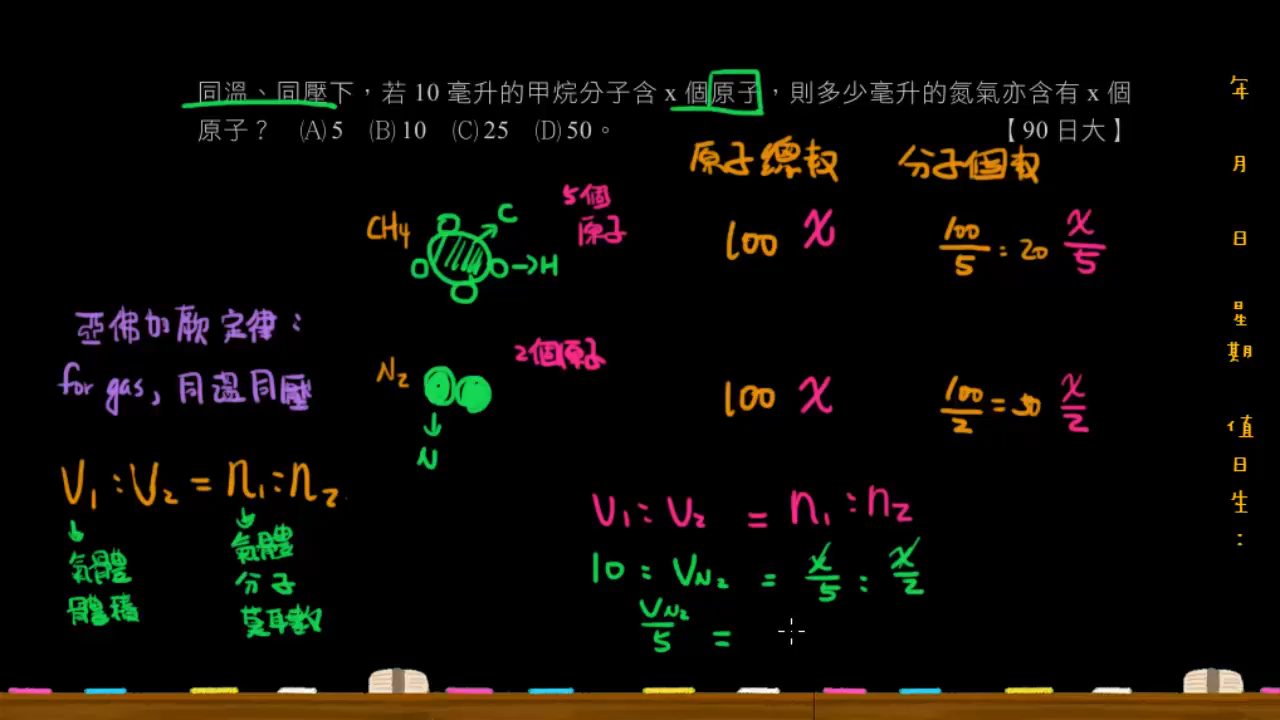 同溫、同壓下，若 10 毫升的甲烷分子含 x 個原子，則多少毫升的氮氣亦含有 x 個
原子？ (A) 5 (B) 10 (C) 25 (D) 50。 【90 日大】
原子總數 分子個數
CH4 C H 5個
原子
100 x 100/5 = 20 x/5
亞佛加厥定律：
for gas, 同溫同壓
N2 N 2個原子
100 x 100/2 = 50 x/2
V1 : V2 = n1 : n2
氣體
體積
氣體
分子
莫耳數
V1 : V2 = n1 : n2
10 : VN2 = x/5 : x/2
VN2/5 =
年
月
日
星
期
值
日
生
：